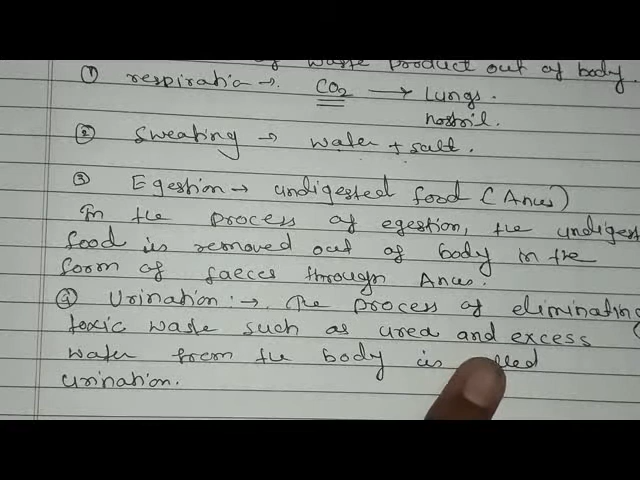 of waste product out of body.
① respiratio →. CO2 → Lungs.
nostril.
② Sweating → water + salt.
③ Egestion → undigested food (Anus)
In the process of egestion, the undigest
food is removed out of body in the
form of faeces through Anus.
④ Urination : → The process of eliminating
toxic waste such as urea and excess
water from the body is called
urination.